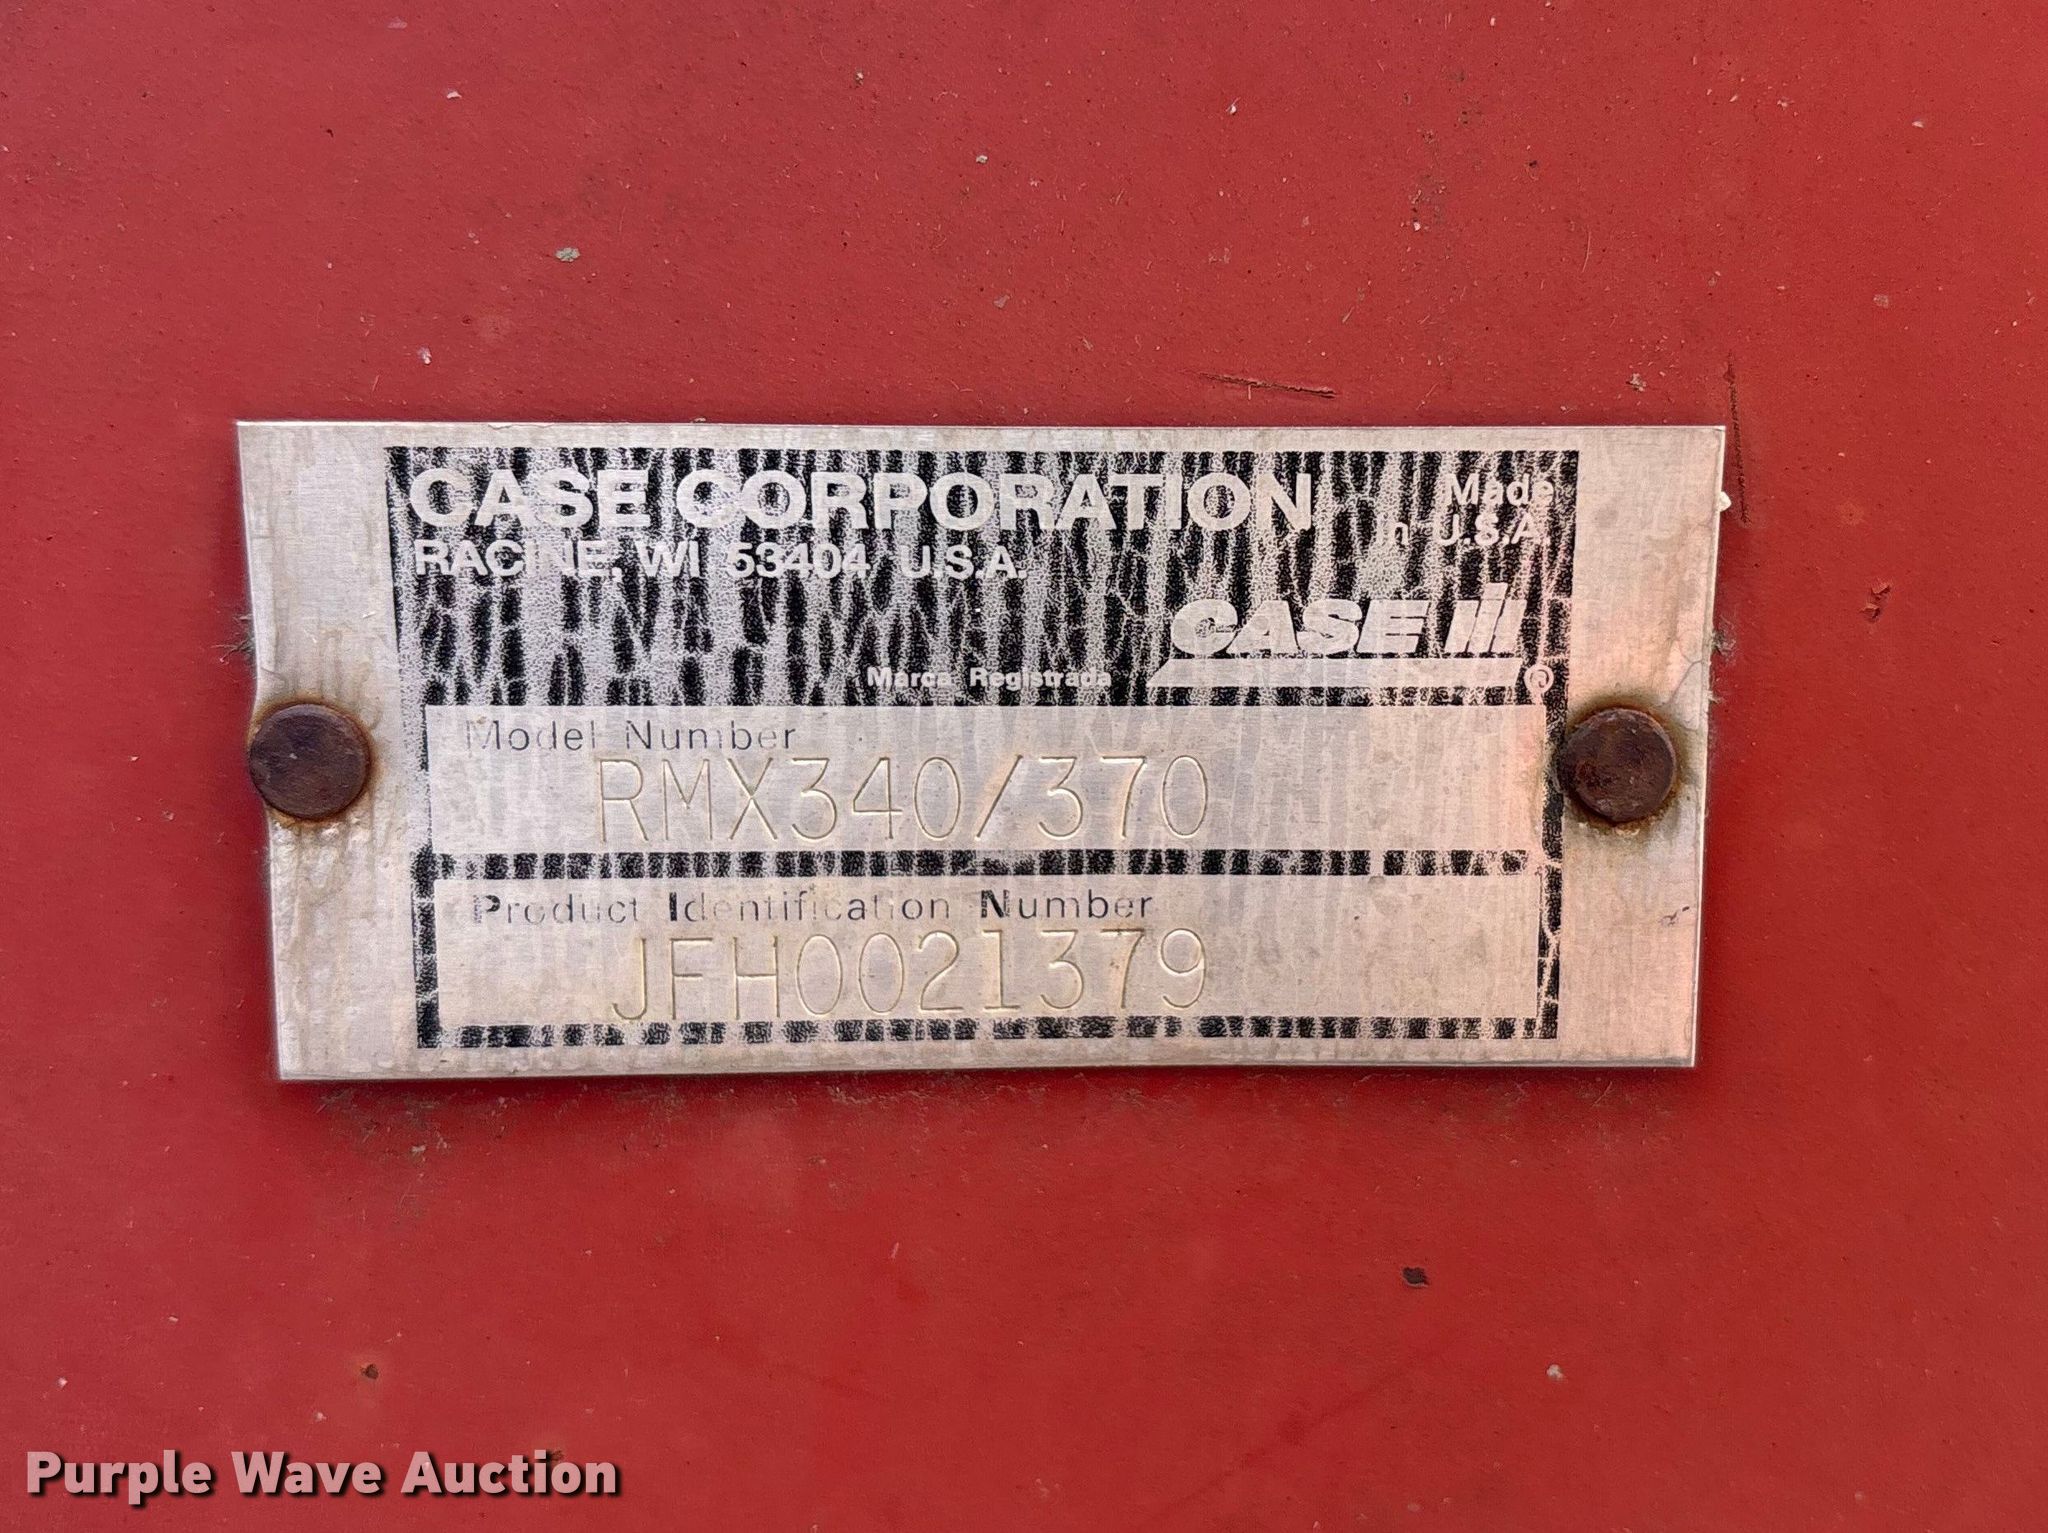 CASE CORPORATION
Made
in U.S.A.
RACINE, WI 53404 U.S.A.
CASE IH
Marca Registrada ®
Model Number
RMX340/370
Product Identification Number
JFH0021379
Purple Wave Auction